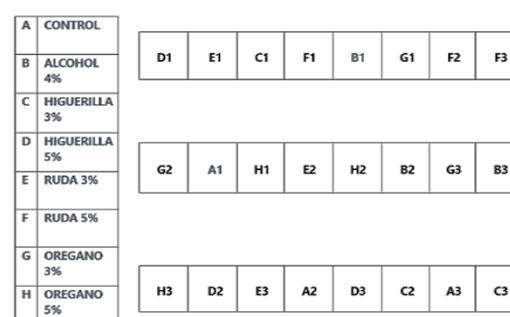 A CONTROL
B ALCOHOL
4%
C HIGUERILLA
3%
D HIGUERILLA
5%
E RUDA 3%
F RUDA 5%
G OREGANO
3%
H OREGANO
5%
D1 E1 C1 F1 B1 G1 F2 F3
G2 A1 H1 E2 H2 B2 G3 B3
H3 D2 E3 A2 D3 C2 A3 C3